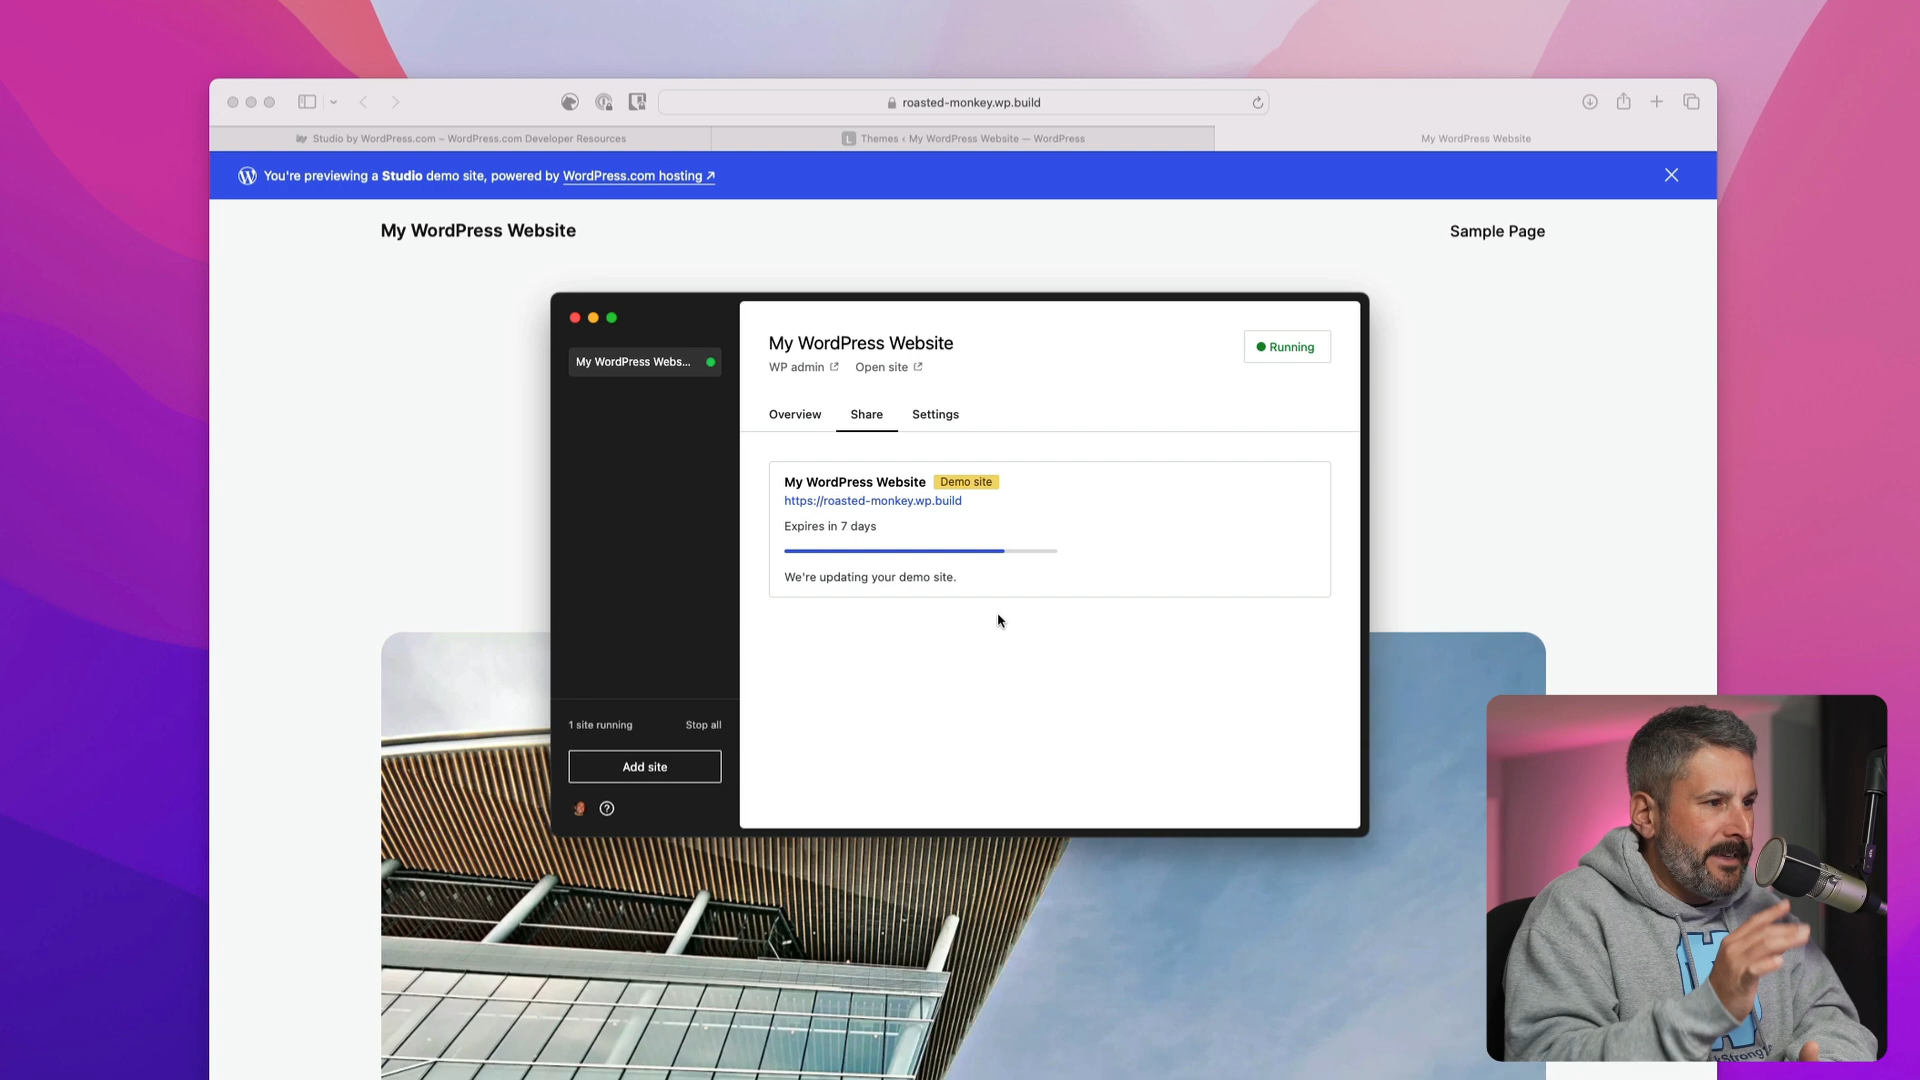 roasted-monkey.wp.build
Studio by WordPress.com – WordPress.com Developer Resources
L Themes ‹ My WordPress Website — WordPress
My WordPress Website
You're previewing a Studio demo site, powered by WordPress.com hosting ↗
My WordPress Website
Sample Page
My WordPress Webs...
My WordPress Website
Running
WP admin
Open site
Overview
Share
Settings
My WordPress Website
Demo site
https://roasted-monkey.wp.build
Expires in 7 days
We're updating your demo site.
1 site running
Stop all
Add site
?